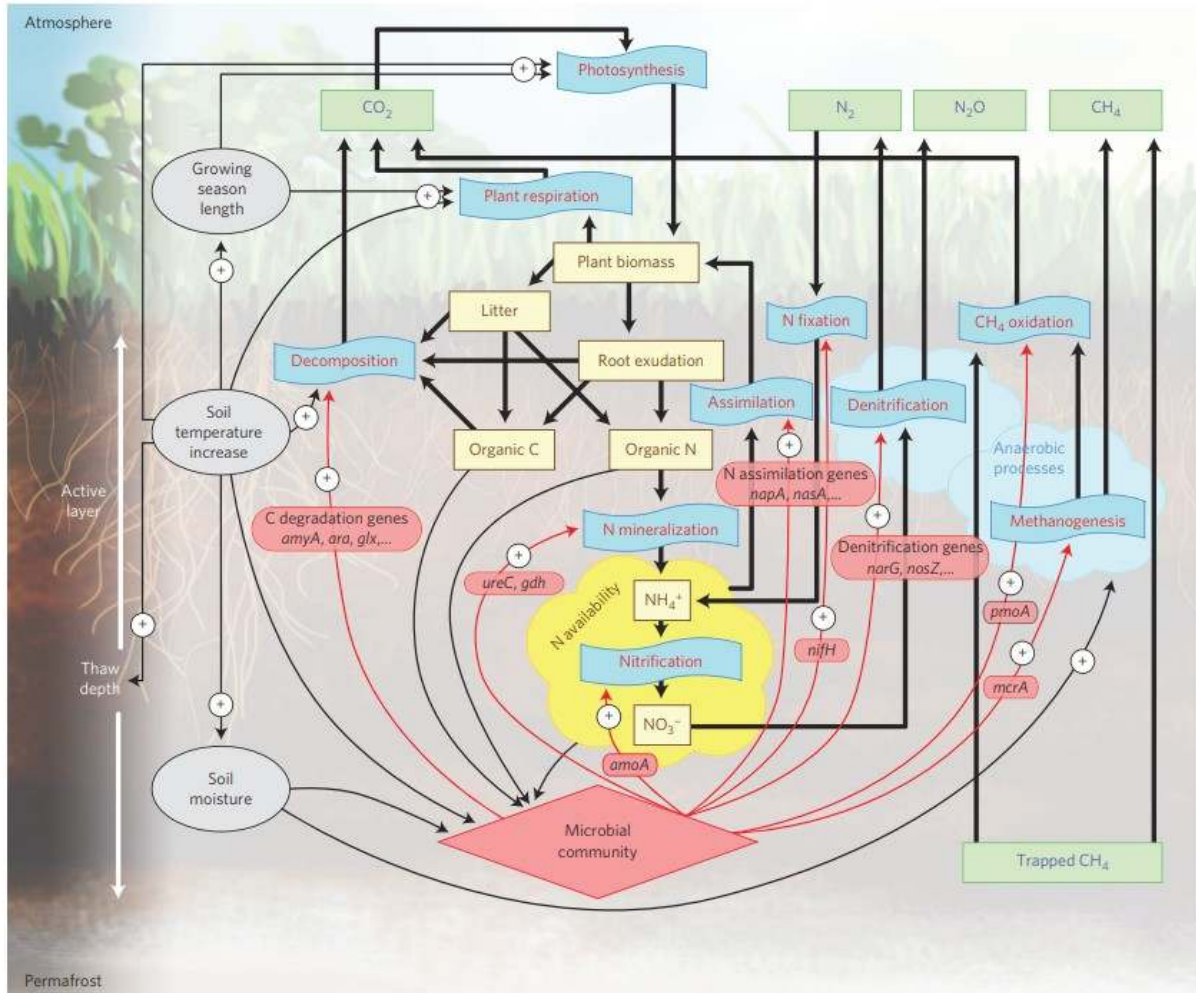 Atmosphere
+
Photosynthesis
CO₂
N₂
N₂O
CH₄
Growing
season
length
+
Plant respiration
+
Plant biomass
Litter
N fixation
CH₄ oxidation
Decomposition
Root exudation
Assimilation
Denitrification
Soil
temperature
increase
+
Organic C
Organic N
+
Anaerobic
processes
Active
layer
+
C degradation genes
amyA, ara, glx,...
N assimilation genes
napA, nasA,...
+
N mineralization
Methanogenesis
Denitrification genes
narG, nosZ,...
+
ureC, gdh
N availability
NH₄⁺
+
pmoA
+
nifH
+
+
Thaw
depth
Nitrification
+
mcrA
+
+
NO₃⁻
amoA
Soil
moisture
Microbial
community
Trapped CH₄
Permafrost